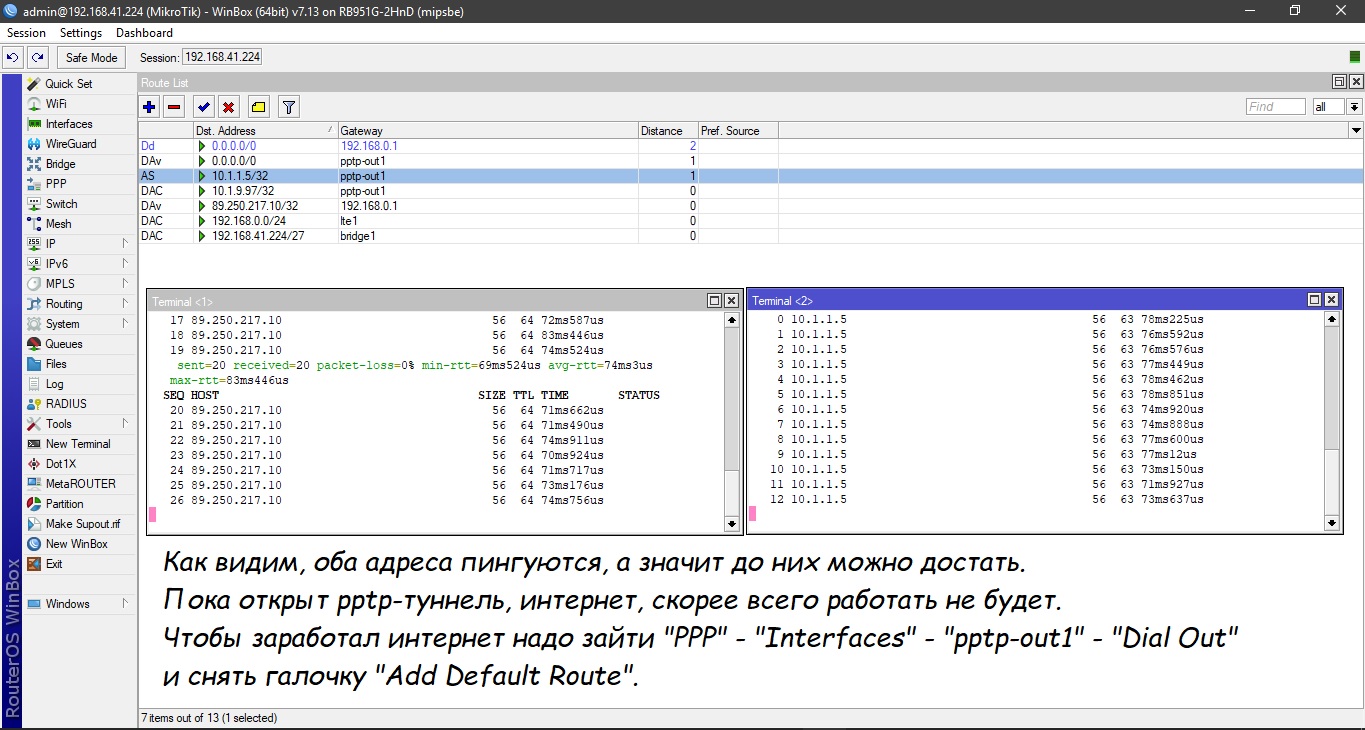 admin@192.168.41.224 (MikroTik) - WinBox (64bit) v7.13 on RB951G-2HnD (mipsbe)
Session Settings Dashboard
Safe Mode Session: 192.168.41.224
Quick Set
WiFi
Interfaces
WireGuard
Bridge
PPP
Switch
Mesh
IP
IPv6
MPLS
Routing
System
Queues
Files
Log
RADIUS
Tools
New Terminal
Dot1X
MetaROUTER
Partition
Make Supout.rif
New WinBox
Exit
Windows
RouterOS WinBox
Route List
Find all
Dst. Address Gateway Distance Pref. Source
Dd 0.0.0.0/0 192.168.0.1 2
DAv 0.0.0.0/0 pptp-out1 1
AS 10.1.1.5/32 pptp-out1 1
DAC 10.1.9.97/32 pptp-out1 0
DAv 89.250.217.10/32 192.168.0.1 0
DAC 192.168.0.0/24 lte1 0
DAC 192.168.41.224/27 bridge1 0
Terminal <1>
17 89.250.217.10 56 64 72ms587us
18 89.250.217.10 56 64 83ms446us
19 89.250.217.10 56 64 74ms524us
sent=20 received=20 packet-loss=0% min-rtt=69ms524us avg-rtt=74ms3us
max-rtt=83ms446us
SEQ HOST SIZE TTL TIME STATUS
20 89.250.217.10 56 64 71ms662us
21 89.250.217.10 56 64 71ms490us
22 89.250.217.10 56 64 74ms911us
23 89.250.217.10 56 64 70ms924us
24 89.250.217.10 56 64 71ms717us
25 89.250.217.10 56 64 73ms176us
26 89.250.217.10 56 64 74ms756us
Terminal <2>
0 10.1.1.5 56 63 78ms225us
1 10.1.1.5 56 63 76ms592us
2 10.1.1.5 56 63 76ms576us
3 10.1.1.5 56 63 77ms449us
4 10.1.1.5 56 63 78ms462us
5 10.1.1.5 56 63 78ms851us
6 10.1.1.5 56 63 74ms920us
7 10.1.1.5 56 63 74ms888us
8 10.1.1.5 56 63 77ms600us
9 10.1.1.5 56 63 77ms12us
10 10.1.1.5 56 63 73ms150us
11 10.1.1.5 56 63 71ms927us
12 10.1.1.5 56 63 73ms637us
Как видим, оба адреса пингуются, а значит до них можно достать.
Пока открыт pptp-туннель, интернет, скорее всего работать не будет.
Чтобы заработал интернет надо зайти "PPP" - "Interfaces" - "pptp-out1" - "Dial Out"
и снять галочку "Add Default Route".
7 items out of 13 (1 selected)